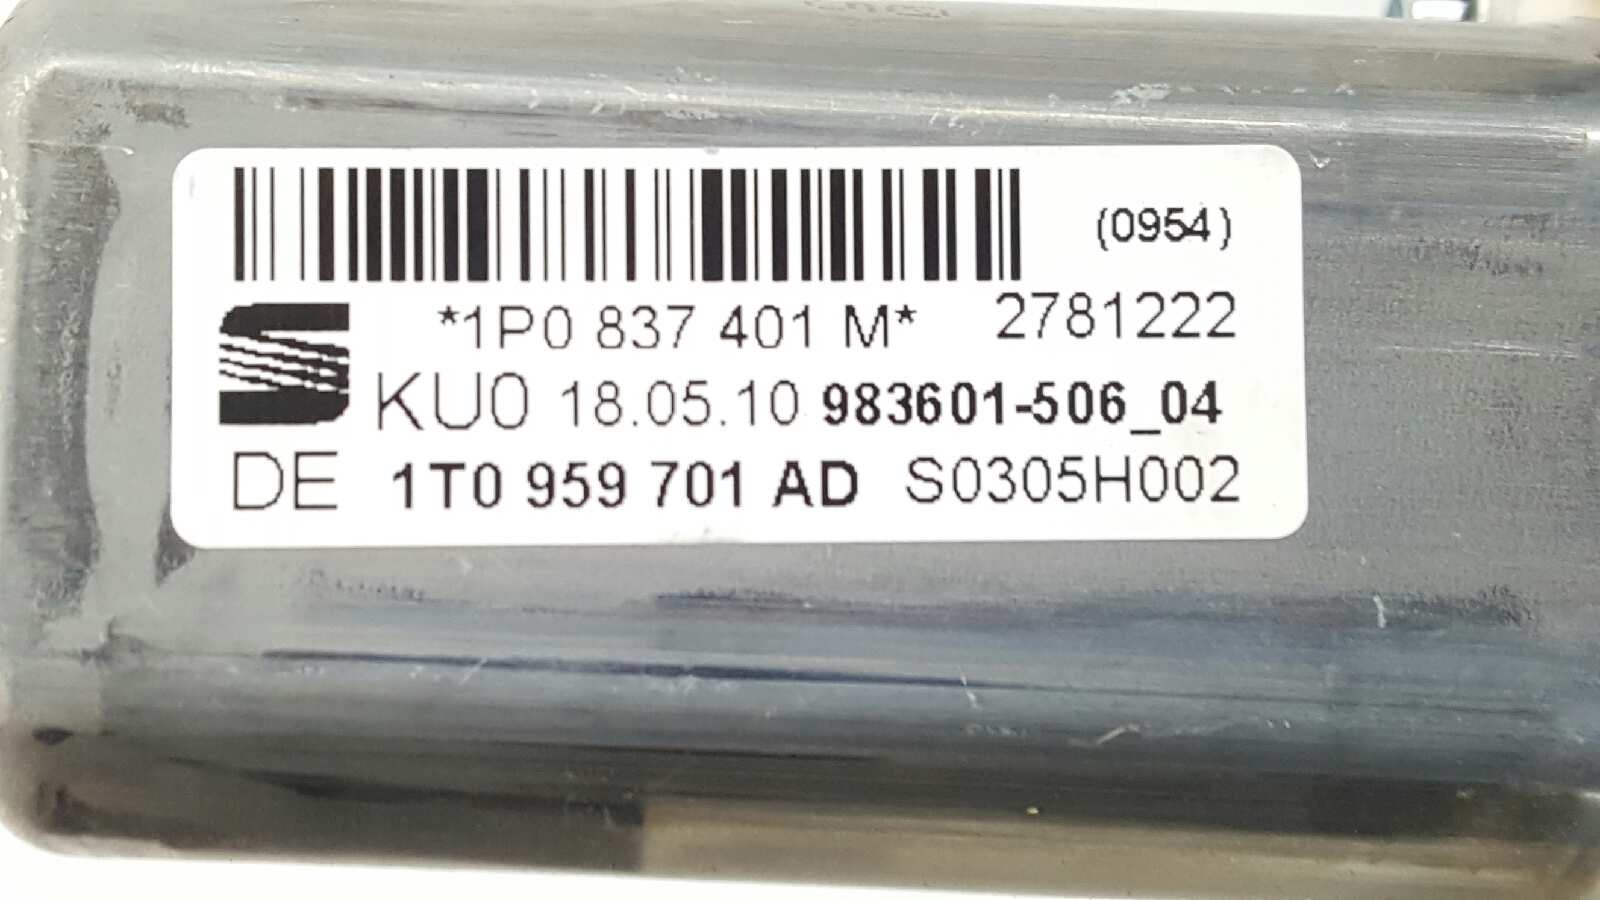 (0954)
*1P0 837 401 M* 2781222
KU0 18.05.10 983601-506_04
DE 1T0 959 701 AD S0305H002